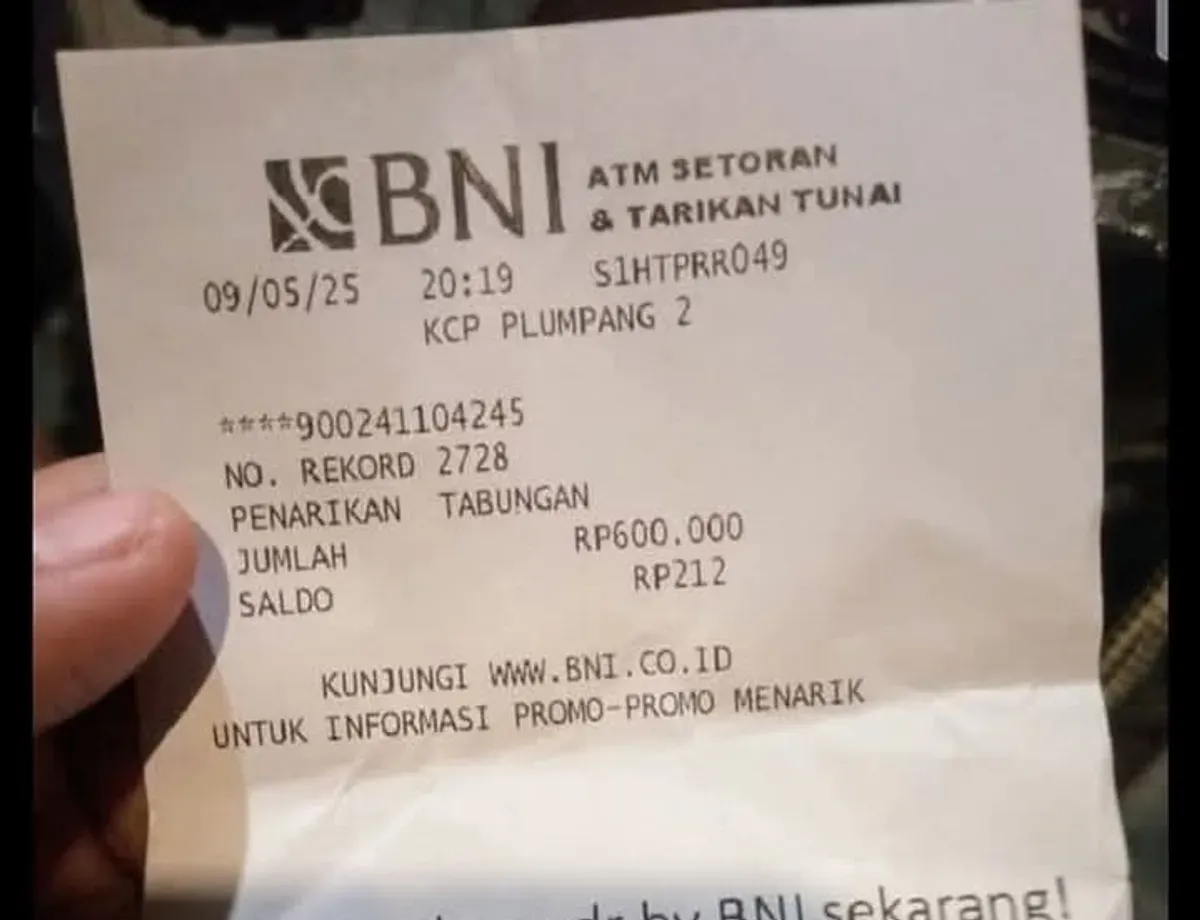 BNI ATM SETORAN
& TARIKAN TUNAI
09/05/25 20:19 S1HTPRR049
KCP PLUMPANG 2
****900241104245
NO. REKORD 2728
PENARIKAN TABUNGAN
JUMLAH RP600.000
SALDO RP212
KUNJUNGI WWW.BNI.CO.ID
UNTUK INFORMASI PROMO-PROMO MENARIK
by BNI sekarang!